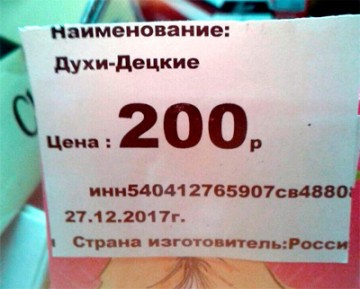 Наименование:
Духи-Децкие
Цена : 200р
инн540412765907св4880
27.12.2017г.
Страна изготовитель:Росси